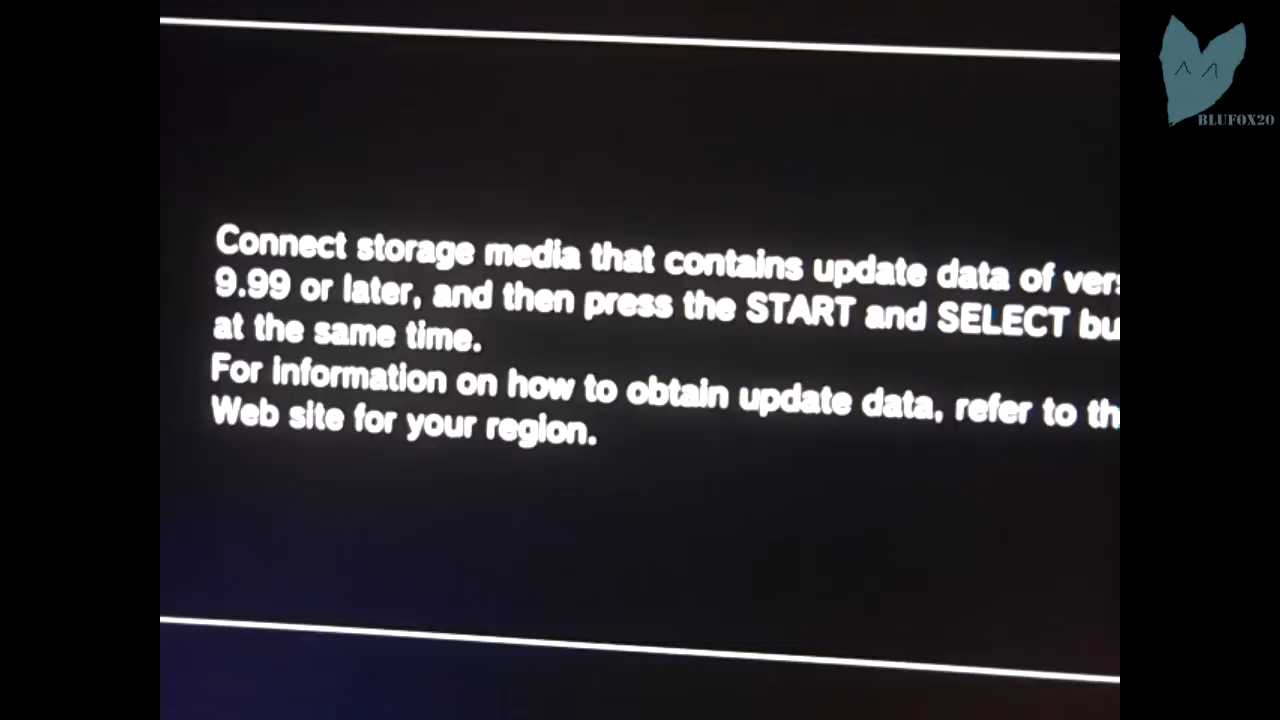 Connect storage media that contains update data of vers
9.99 or later, and then press the START and SELECT bu
at the same time.
For information on how to obtain update data, refer to th
Web site for your region.
BLUFOX20